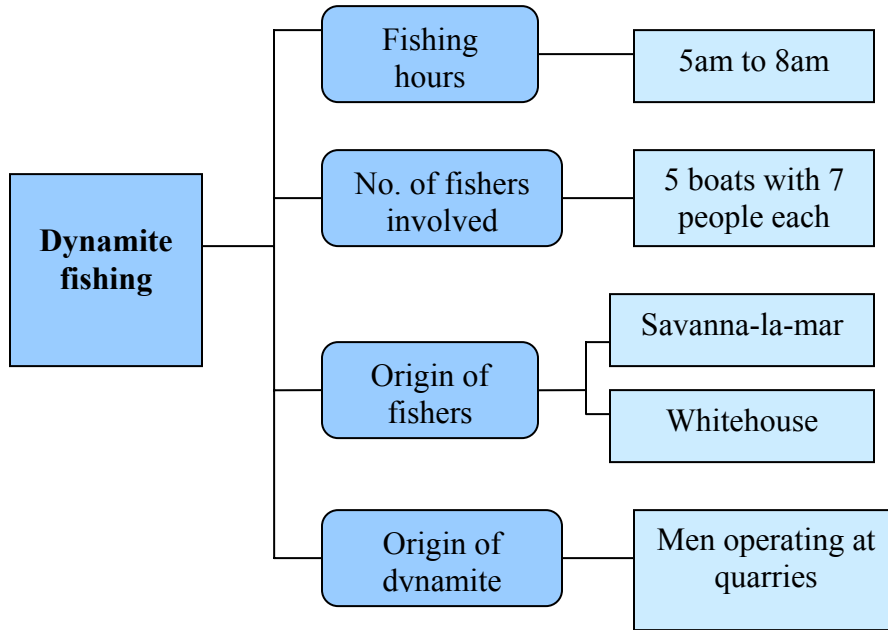 Fishing
hours
5am to 8am
No. of fishers
involved
5 boats with 7
people each
Dynamite
fishing
Savanna-la-mar
Origin of
fishers
Whitehouse
Origin of
dynamite
Men operating at
quarries